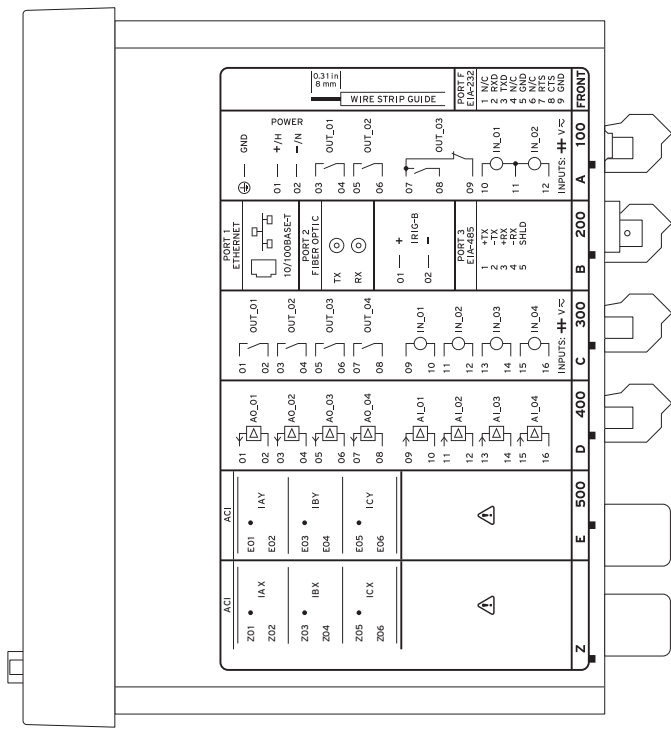 0.31 in
8 mm
WIRE STRIP GUIDE
PORT F
EIA-232
1 N/C
2 RXD
3 TXD
4 N/C
5 GND
6 N/C
7 RTS
8 CTS
9 GND
FRONT
GND
POWER
01 +/H
02 –/N
03
04
OUT_01
05
06
OUT_02
07
08
09
OUT_03
10
11
12
IN_01
IN_02
INPUTS: V
A 100
PORT 1
ETHERNET
10/100BASE-T
PORT 2
FIBER OPTIC
TX
RX
01 +
IRIG-B
02 –
PORT 3
EIA-485
1 +TX
2 -TX
3 +RX
4 -RX
5 SHLD
B 200
01
02
OUT_01
03
04
OUT_02
05
06
OUT_03
07
08
OUT_04
09
10
IN_01
11
12
IN_02
13
14
IN_03
15
16
IN_04
INPUTS: V
C 300
01
02
AO_01
03
04
AO_02
05
06
AO_03
07
08
AO_04
09
10
AI_01
11
12
AI_02
13
14
AI_03
15
16
AI_04
D 400
ACI
E01
E02
IAY
E03
E04
IBY
E05
E06
ICY
E 500
ACI
Z01
Z02
IAX
Z03
Z04
IBX
Z05
Z06
ICX
Z